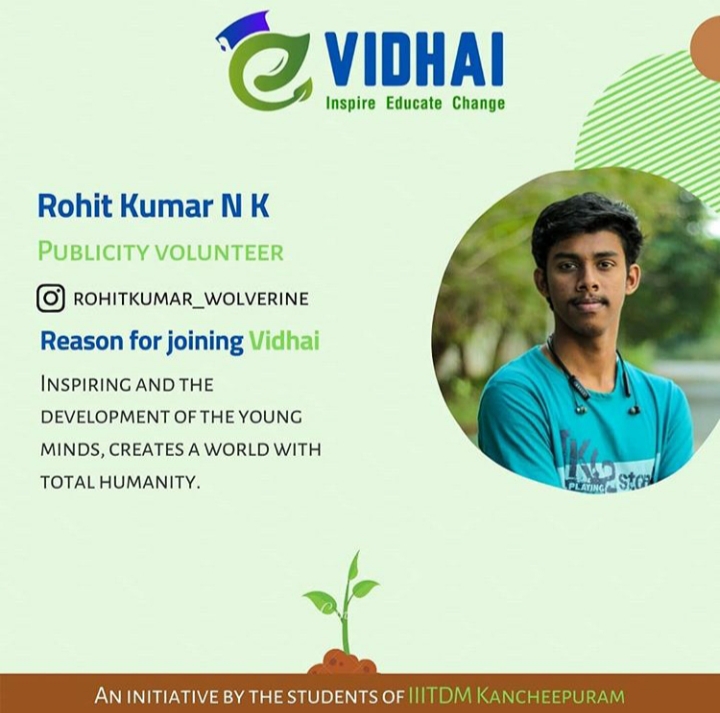 VIDHAI
Inspire Educate Change
Rohit Kumar N K
PUBLICITY VOLUNTEER
ROHITKUMAR_WOLVERINE
Reason for joining Vidhai
INSPIRING AND THE
DEVELOPMENT OF THE YOUNG
MINDS, CREATES A WORLD WITH
TOTAL HUMANITY.
PLAYING
AN INITIATIVE BY THE STUDENTS OF IIITDM KANCHEEPURAM